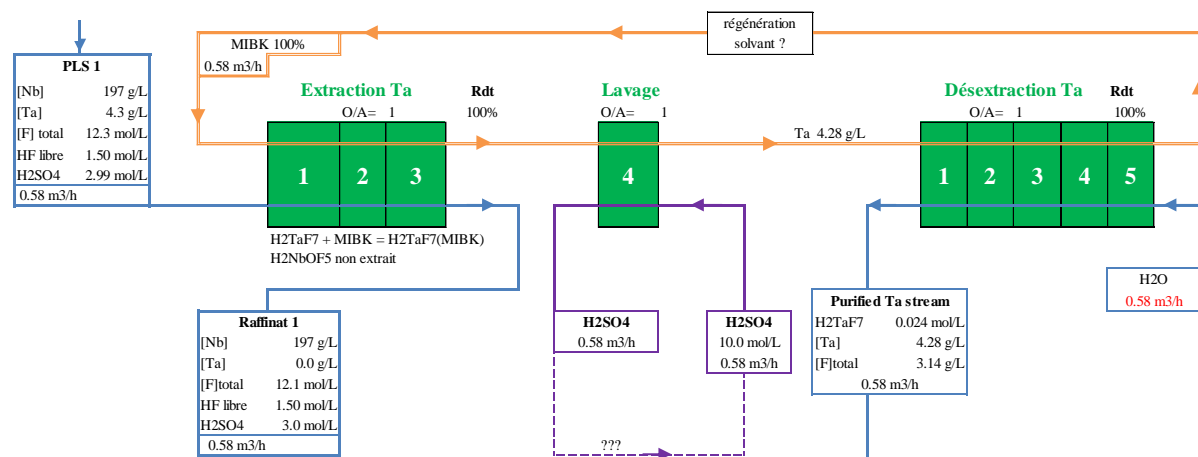 régénération
solvant ?
MIBK 100%
0.58 m3/h
PLS 1
[Nb] 197 g/L
[Ta] 4.3 g/L
[F] total 12.3 mol/L
HF libre 1.50 mol/L
H2SO4 2.99 mol/L
0.58 m3/h
Extraction Ta Rdt
O/A= 1 100%
1 2 3
H2TaF7 + MIBK = H2TaF7(MIBK)
H2NbOF5 non extrait
Lavage
O/A= 1
4
Ta 4.28 g/L
Désextraction Ta Rdt
O/A= 1 100%
1 2 3 4 5
H2O
0.58 m3/h
Raffinat 1
[Nb] 197 g/L
[Ta] 0.0 g/L
[F]total 12.1 mol/L
HF libre 1.50 mol/L
H2SO4 3.0 mol/L
0.58 m3/h
H2SO4
0.58 m3/h
H2SO4
10.0 mol/L
0.58 m3/h
???
Purified Ta stream
H2TaF7 0.024 mol/L
[Ta] 4.28 g/L
[F]total 3.14 g/L
0.58 m3/h